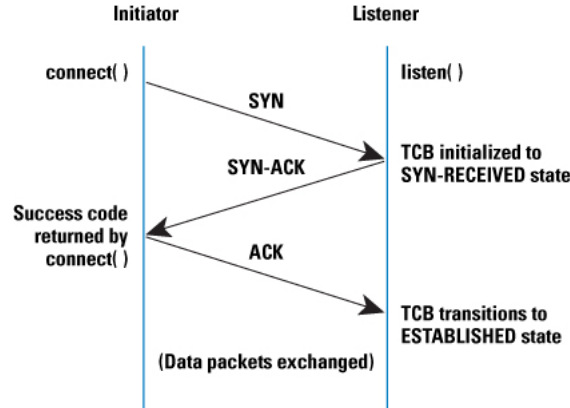 Initiator
Listener
connect( )
listen( )
SYN
TCB initialized to
SYN-RECEIVED state
SYN-ACK
Success code
returned by
connect( )
ACK
TCB transitions to
ESTABLISHED state
(Data packets exchanged)